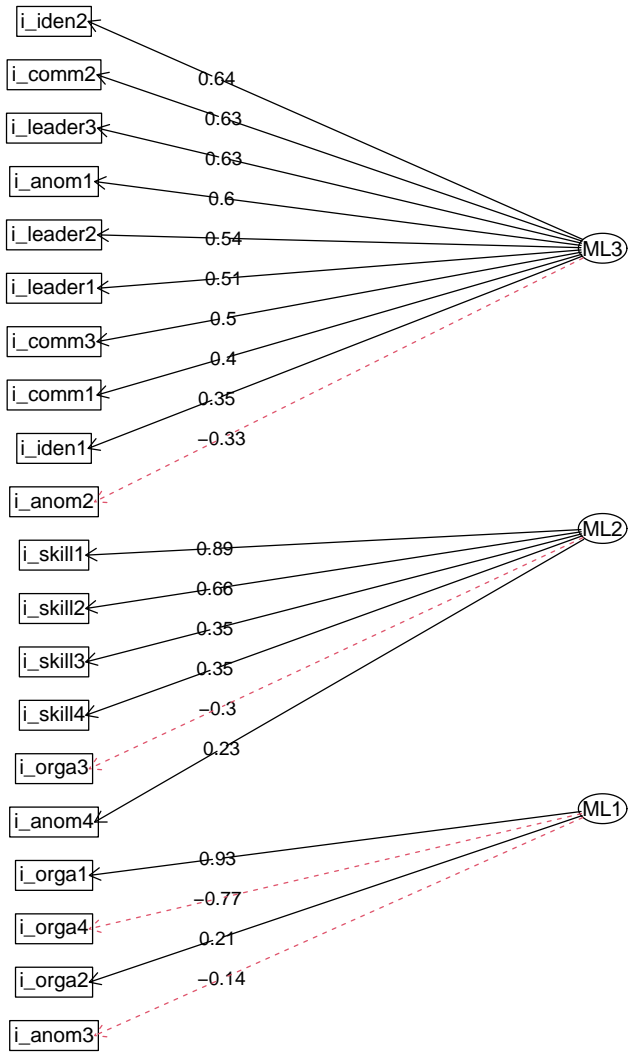 i_iden2
i_comm2
0.64
0.63
i_leader3
0.63
i_anom1
0.6
i_leader2
0.54
ML3
i_leader1
0.51
i_comm3
0.5
i_comm1
0.4
0.35
i_iden1
−0.33
i_anom2
ML2
i_skill1
0.89
i_skill2
0.66
i_skill3
0.35
0.35
i_skill4
−0.3
i_orga3
0.23
i_anom4
ML1
i_orga1
0.93
−0.77
i_orga4
0.21
i_orga2
−0.14
i_anom3